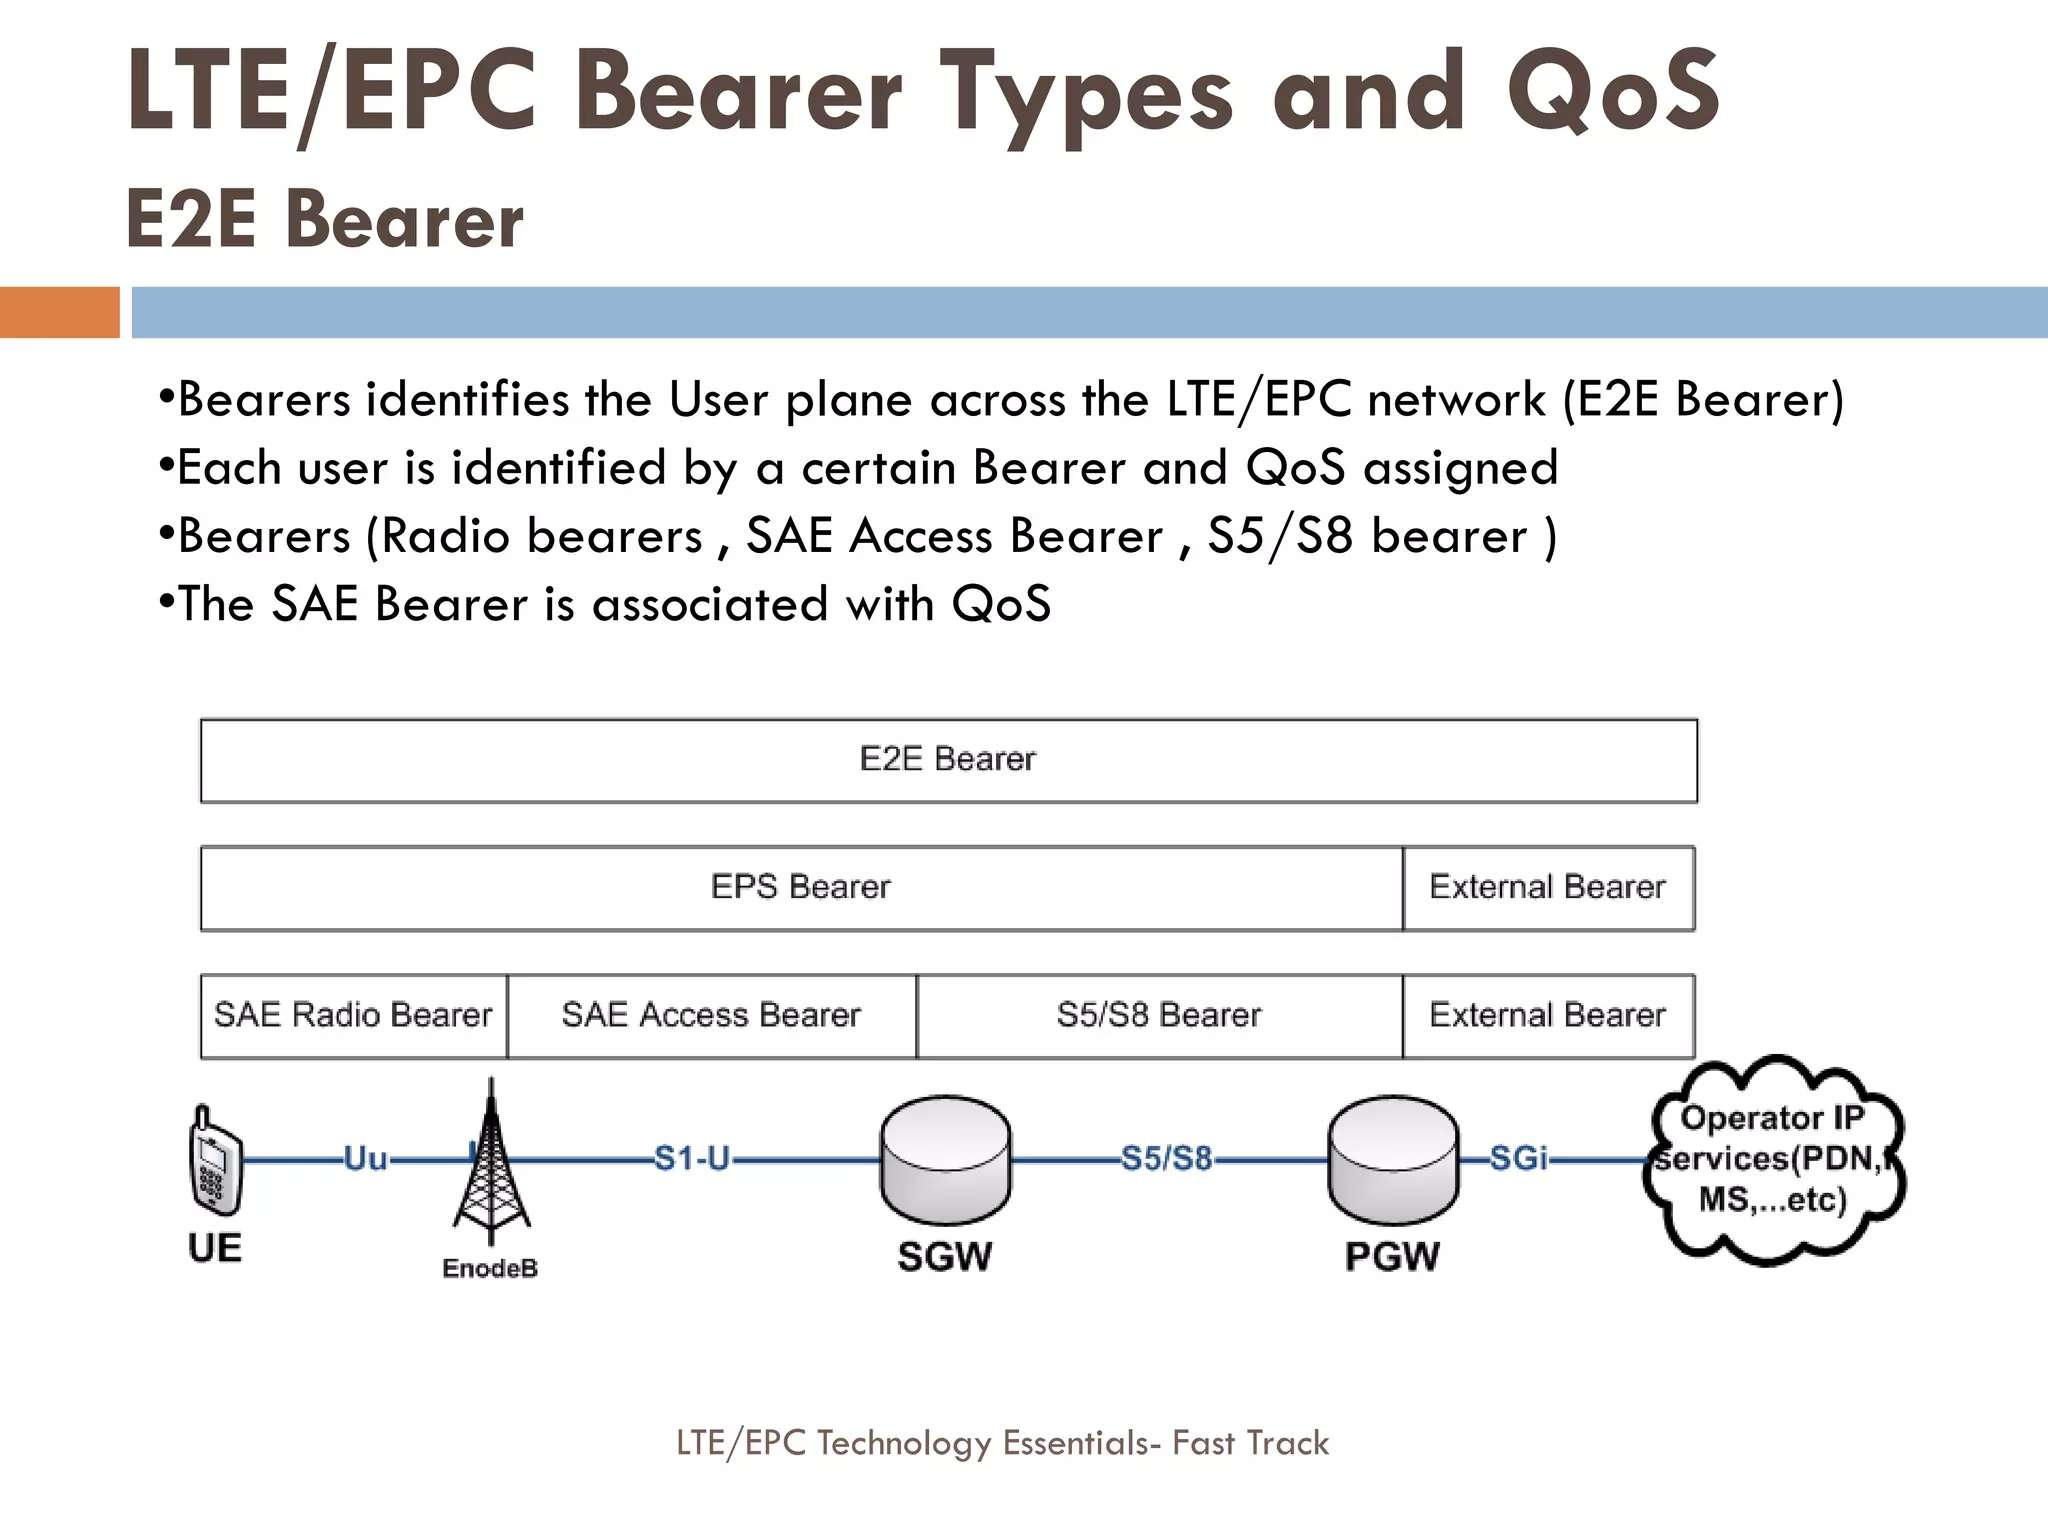 LTE/EPC Bearer Types and QoS
E2E Bearer
•Bearers identifies the User plane across the LTE/EPC network (E2E Bearer)
•Each user is identified by a certain Bearer and QoS assigned
•Bearers (Radio bearers , SAE Access Bearer , S5/S8 bearer )
•The SAE Bearer is associated with QoS
E2E Bearer
EPS Bearer External Bearer
SAE Radio Bearer SAE Access Bearer S5/S8 Bearer External Bearer
Uu S1-U S5/S8 SGi
Operator IP
services(PDN,
MS,...etc)
UE EnodeB SGW PGW
LTE/EPC Technology Essentials- Fast Track